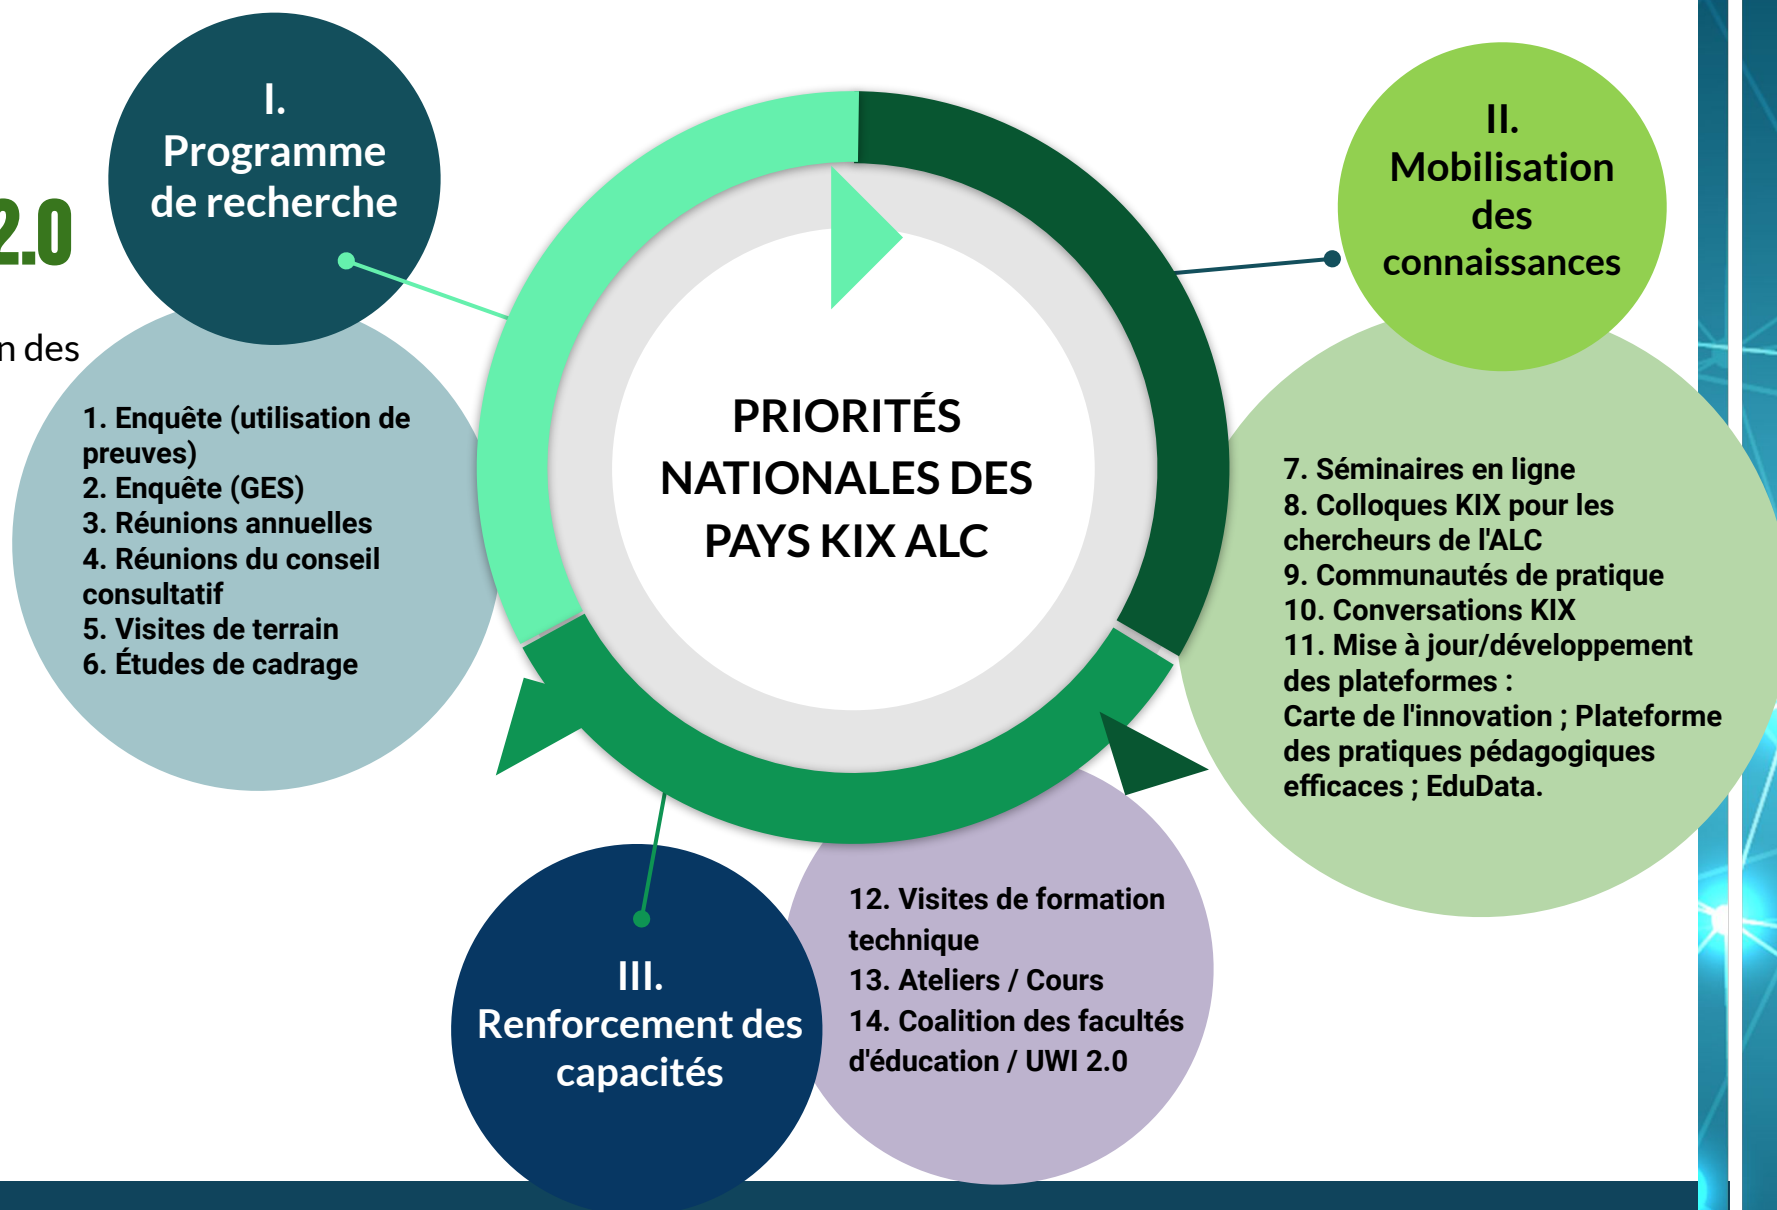 2.0
n des
I.
Programme
de recherche
1. Enquête (utilisation de
preuves)
2. Enquête (GES)
3. Réunions annuelles
4. Réunions du conseil
consultatif
5. Visites de terrain
6. Études de cadrage
PRIORITÉS
NATIONALES DES
PAYS KIX ALC
II.
Mobilisation
des
connaissances
7. Séminaires en ligne
8. Colloques KIX pour les
chercheurs de l'ALC
9. Communautés de pratique
10. Conversations KIX
11. Mise à jour/développement
des plateformes :
Carte de l'innovation ; Plateforme
des pratiques pédagogiques
efficaces ; EduData.
III.
Renforcement des
capacités
12. Visites de formation
technique
13. Ateliers / Cours
14. Coalition des facultés
d'éducation / UWI 2.0